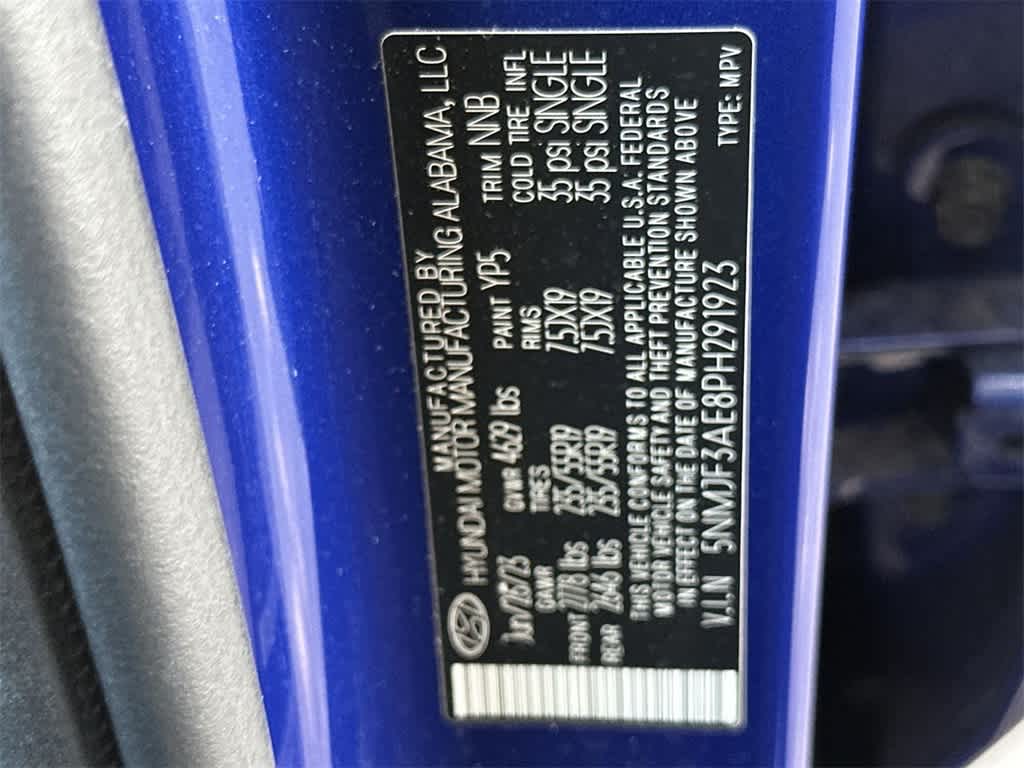 MANUFACTURED BY
HYUNDAI MOTOR MANUFACTURING ALABAMA, LLC
Jun/26/23 GVWR 4629 lbs PAINT YP5 TRIM NNB
GAWR TIRES RIMS COLD TIRE INFL
FRONT 2778 lbs 235/55R19 7.5JX19 35 psi SINGLE
REAR 2646 lbs 235/55R19 7.5JX19 35 psi SINGLE
THIS VEHICLE CONFORMS TO ALL APPLICABLE U.S.A. FEDERAL
MOTOR VEHICLE SAFETY AND THEFT PREVENTION STANDARDS
IN EFFECT ON THE DATE OF MANUFACTURE SHOWN ABOVE
V.I.N 5NMJF3AE8PH291923 TYPE: MPV